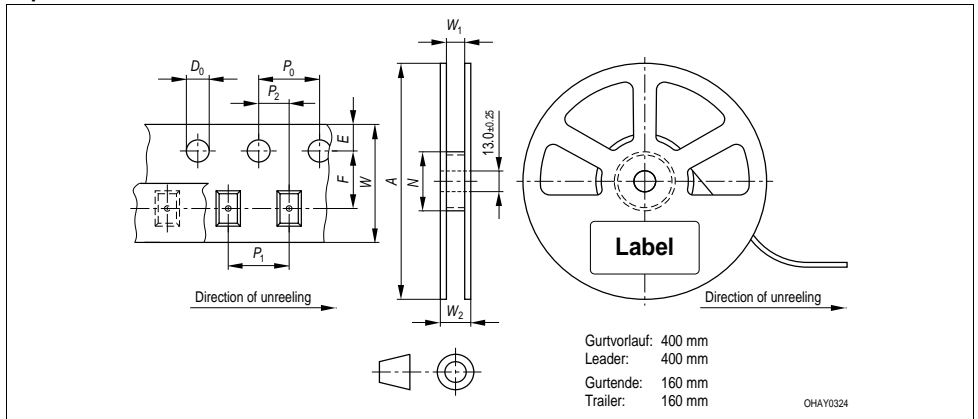 W1
D0
P0
P2
E
F
W
A
N
13.0±0.25
P1
W2
Direction of unreeling
Label
Direction of unreeling
Gurtvorlauf: 400 mm
Leader: 400 mm
Gurtende: 160 mm
Trailer: 160 mm
OHAY0324